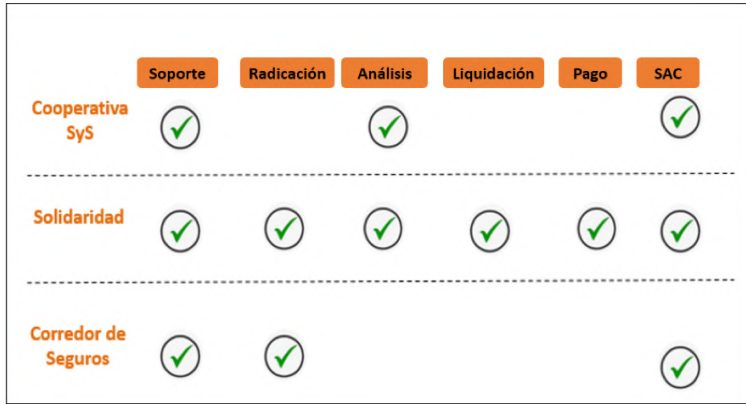 Soporte Radicación Análisis Liquidación Pago SAC
Cooperativa
SyS
Solidaridad
Corredor de
Seguros